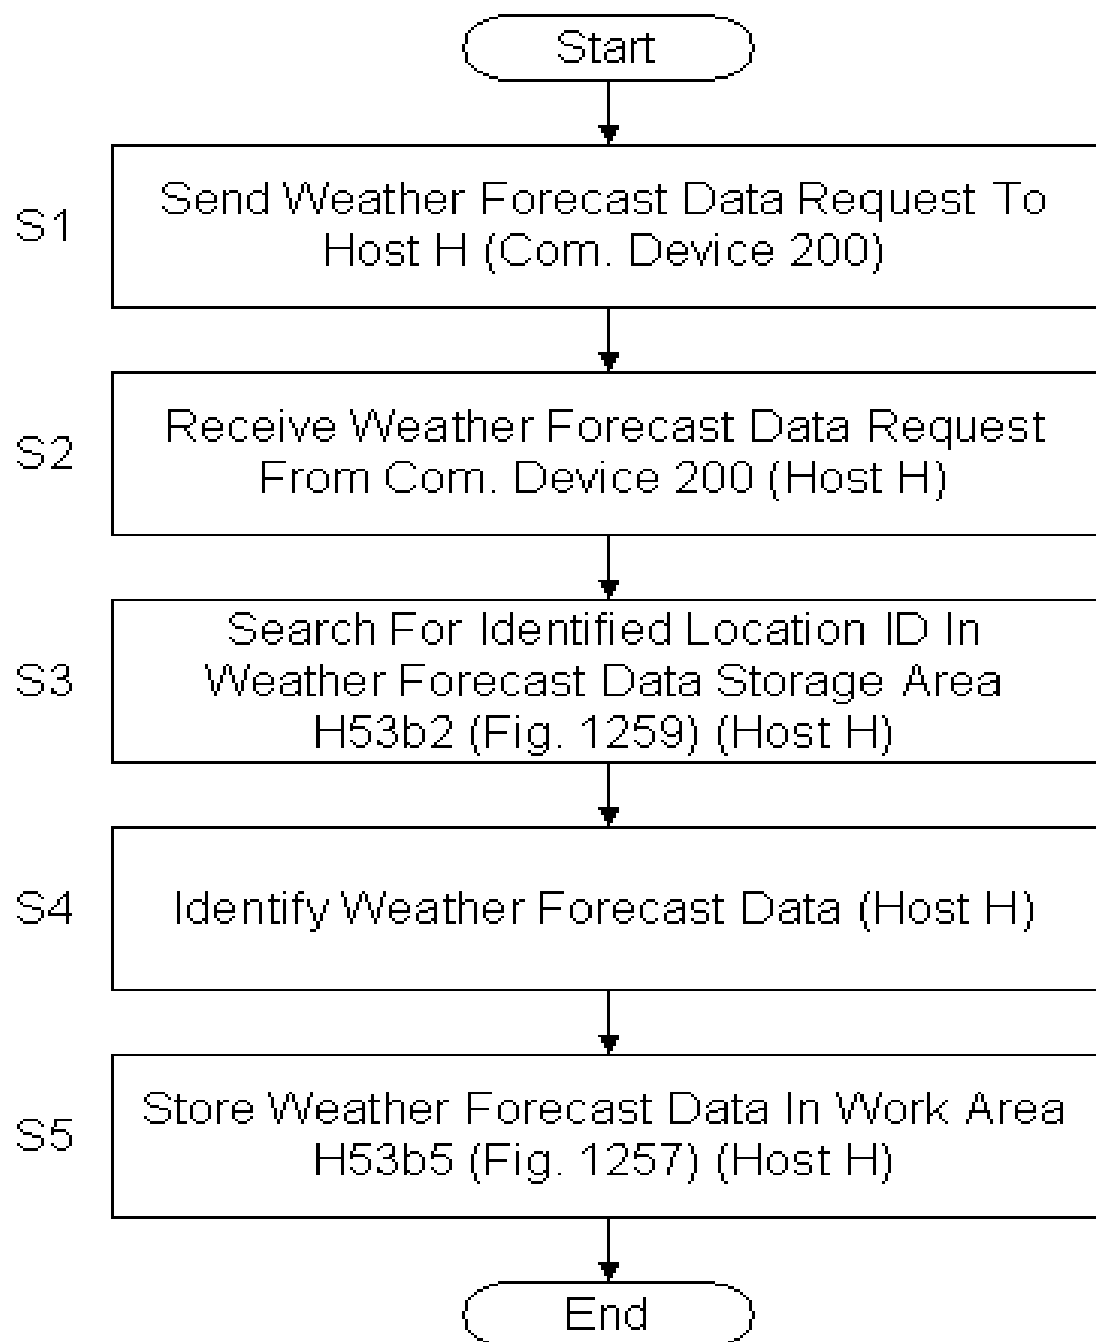 Start
S1
Send Weather Forecast Data Request To
Host H (Com. Device 200)
S2
Receive Weather Forecast Data Request
From Com. Device 200 (Host H)
S3
Search For Identified Location ID In
Weather Forecast Data Storage Area
H53b2 (Fig. 1259) (Host H)
S4
Identify Weather Forecast Data (Host H)
S5
Store Weather Forecast Data In Work Area
H53b5 (Fig. 1257) (Host H)
End